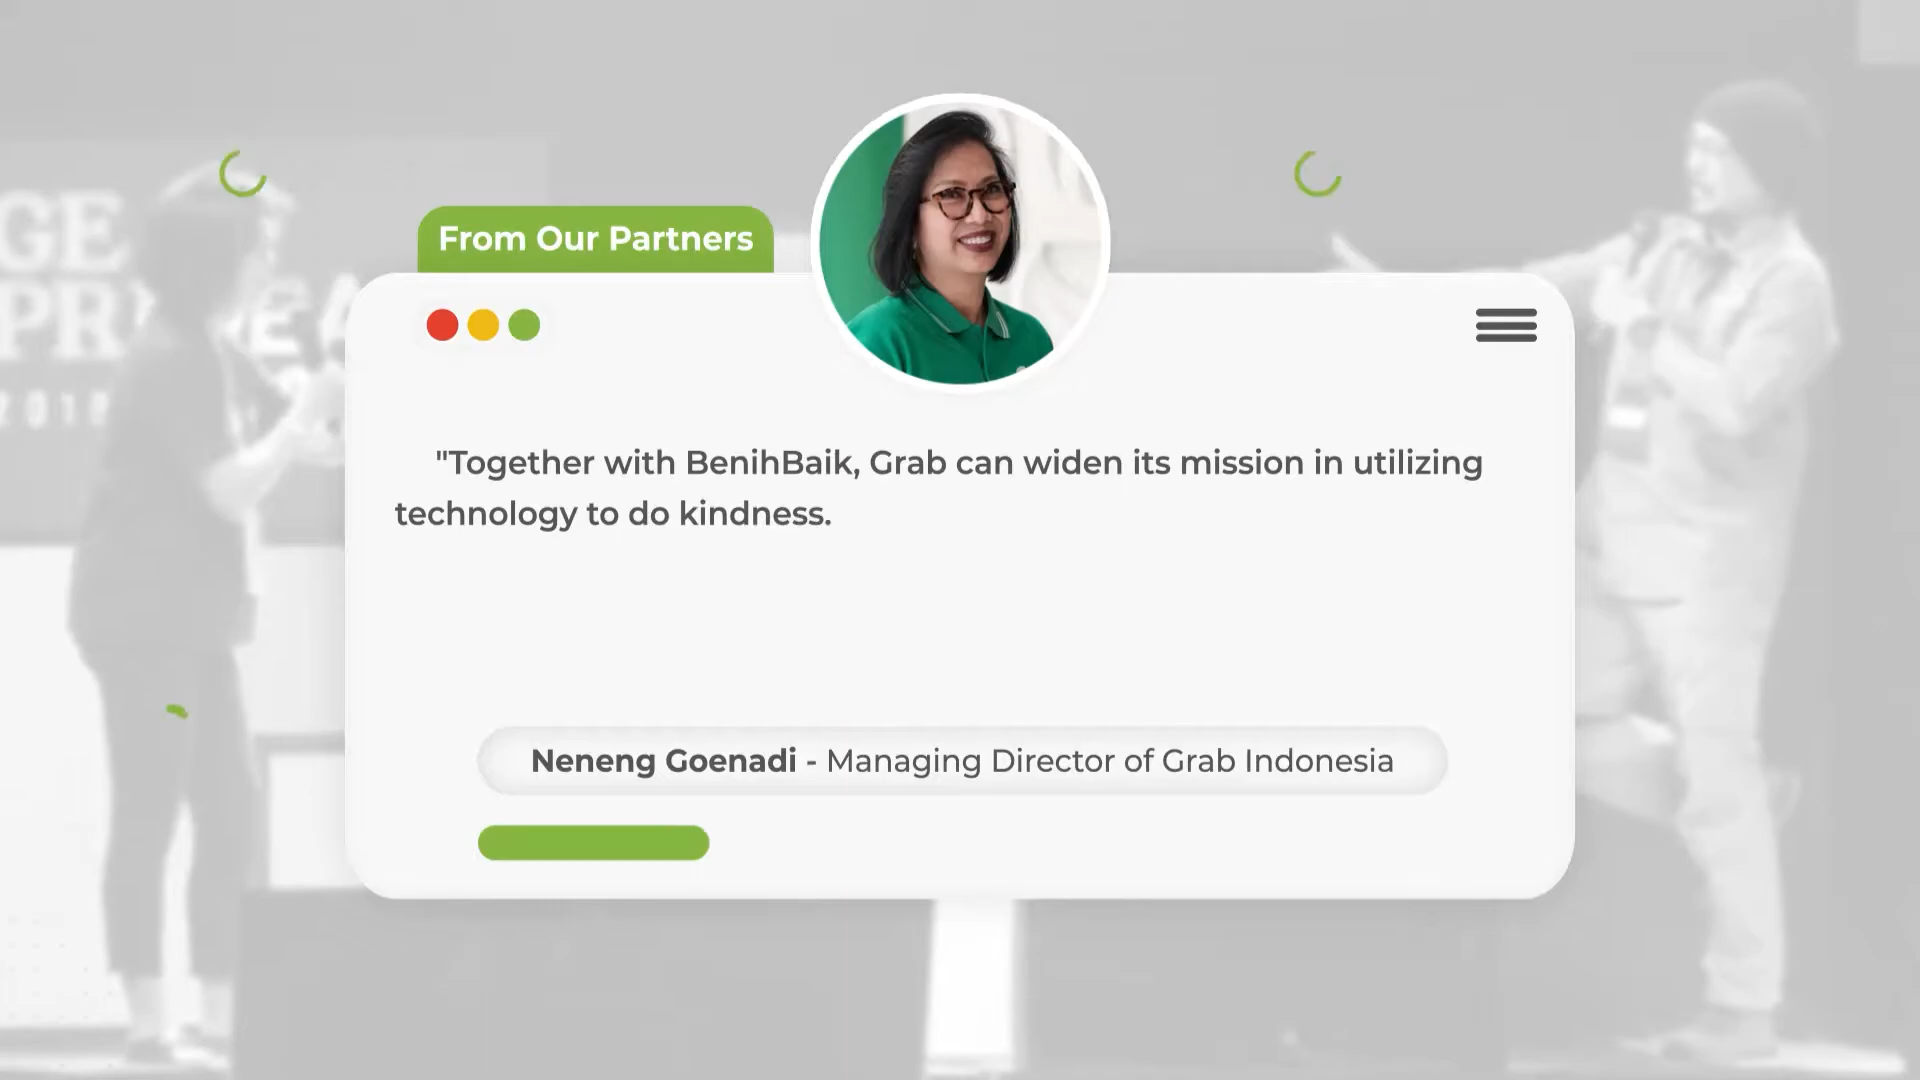 From Our Partners
"Together with BenihBaik, Grab can widen its mission in utilizing
technology to do kindness.
Neneng Goenadi - Managing Director of Grab Indonesia